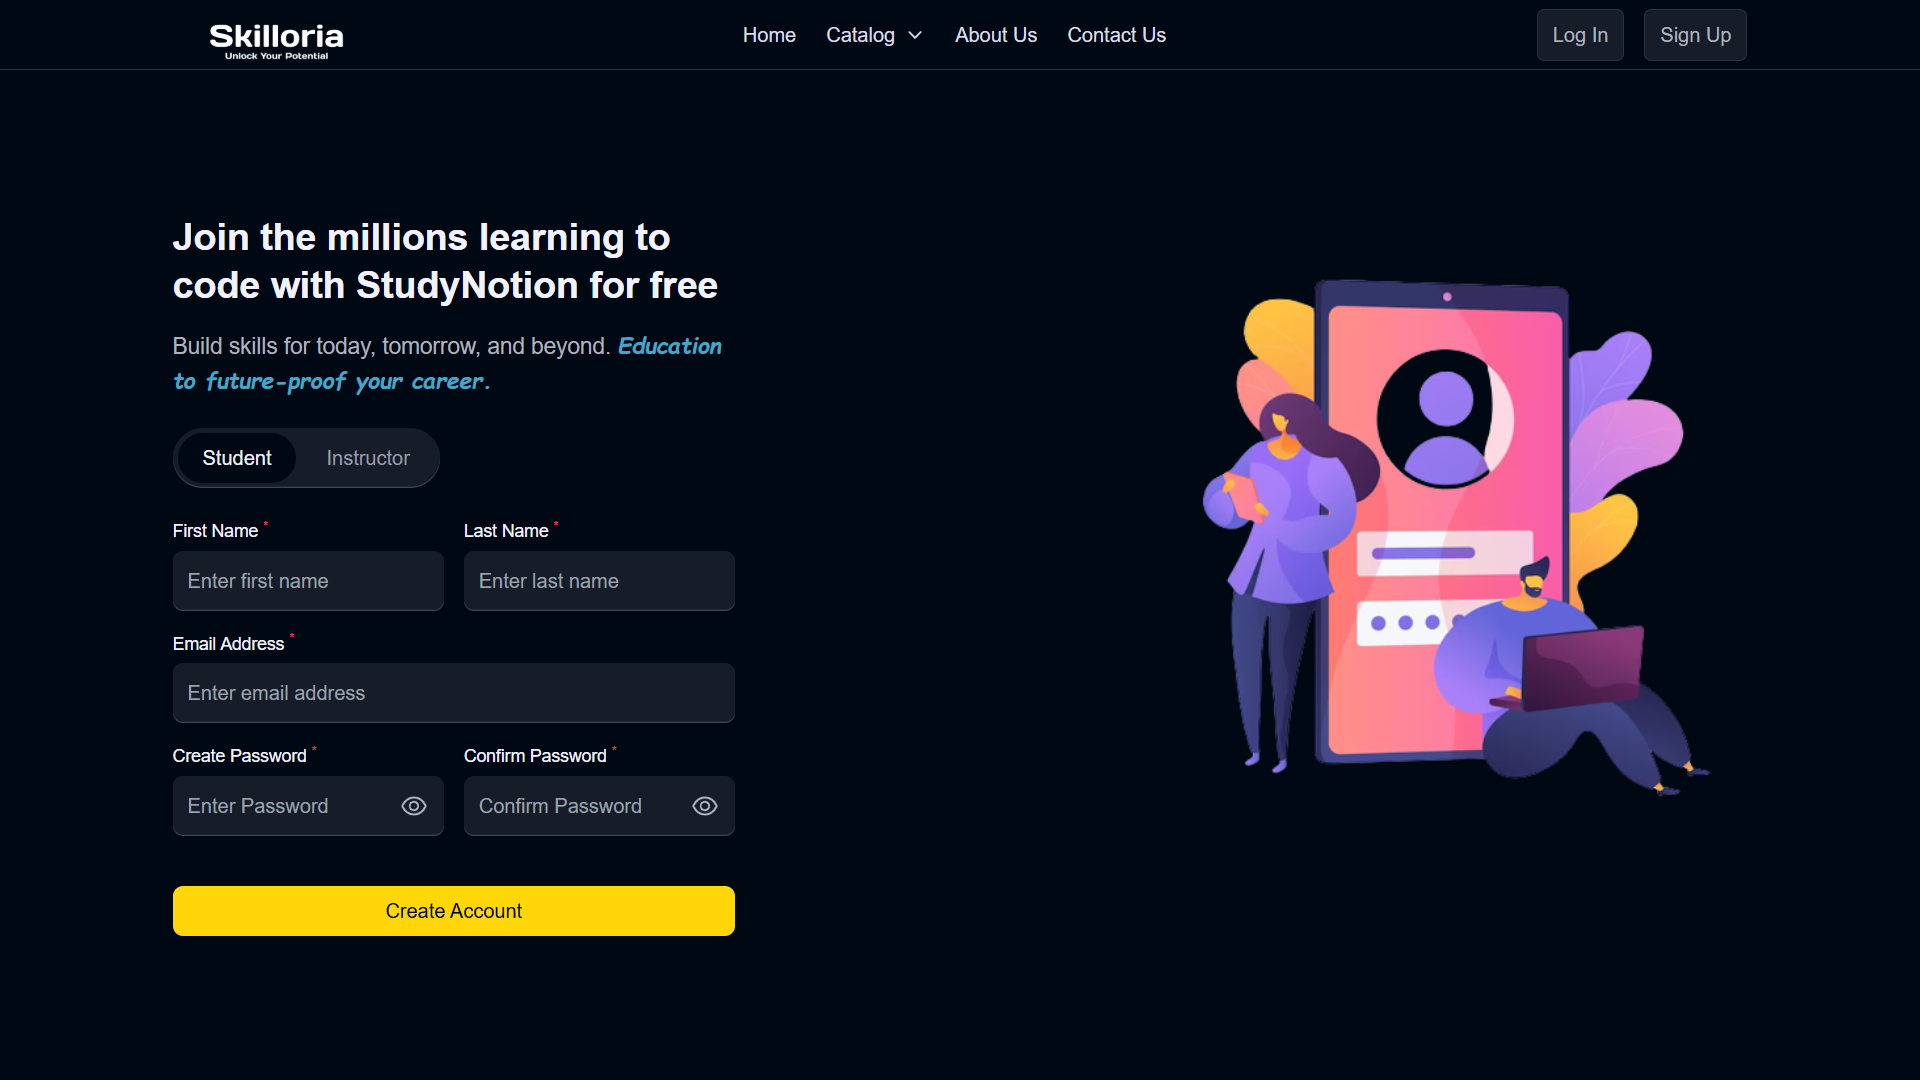 Skilloria
Unlock Your Potential
Home
Catalog
About Us
Contact Us
Log In
Sign Up
Join the millions learning to
code with StudyNotion for free
Build skills for today, tomorrow, and beyond. Education
to future-proof your career.
Student
Instructor
First Name *
Last Name *
Enter first name
Enter last name
Email Address *
Enter email address
Create Password *
Confirm Password *
Enter Password
Confirm Password
Create Account